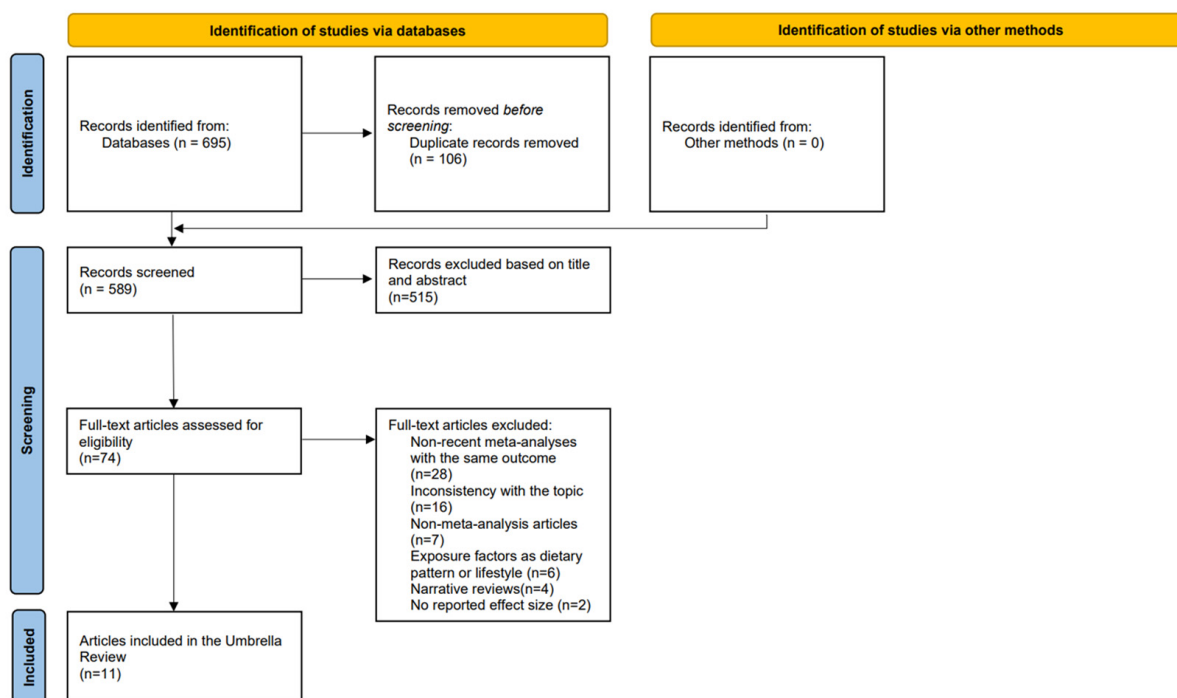 Identification of studies via databases
Identification of studies via other methods
Identification
Records identified from:
Databases (n = 695)
Records removed before
screening:
Duplicate records removed
(n = 106)
Records identified from:
Other methods (n = 0)
Screening
Records screened
(n = 589)
Records excluded based on title
and abstract
(n=515)
Full-text articles assessed for
eligibility
(n=74)
Full-text articles excluded:
Non-recent meta-analyses
with the same outcome
(n=28)
Inconsistency with the topic
(n=16)
Non-meta-analysis articles
(n=7)
Exposure factors as dietary
pattern or lifestyle (n=6)
Narrative reviews(n=4)
No reported effect size (n=2)
Included
Articles included in the Umbrella
Review
(n=11)